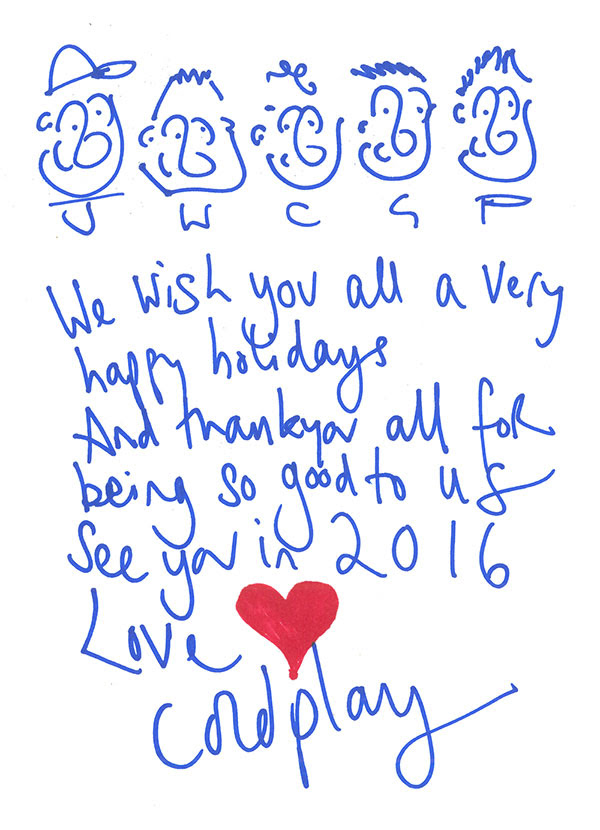 J W C G P
We wish you all a very
happy holidays
And thankyou all for
being so good to us
See you in 2016
Love
coldplay